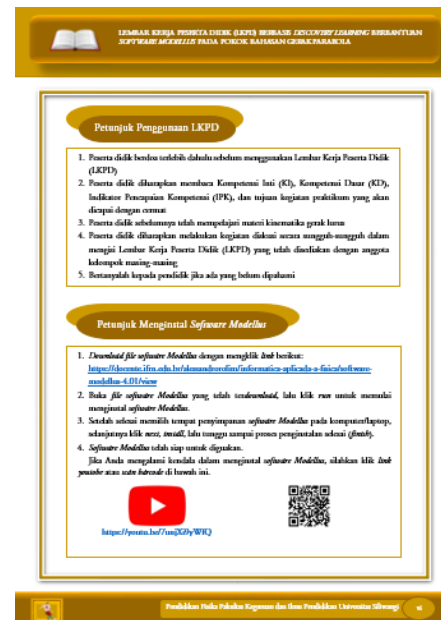 LEMBAR KERJA PESERTA DIDIK (LKPD) BERBASIS DISCOVERY LEARNING BERBANTUAN
SOFTWARE MODELLUS PADA POKOK BAHASAN GERAK PARABOLA
Petunjuk Penggunaan LKPD
1. Peserta didik berdoa terlebih dahulu sebelum menggunakan Lembar Kerja Peserta Didik
(LKPD)
2. Peserta didik diharapkan membaca Kompetensi Inti (KI), Kompetensi Dasar (KD),
Indikator Pencapaian Kompetensi (IPK), dan tujuan kegiatan praktikum yang akan
dicapai dengan cermat
3. Peserta didik sebelumnya telah mempelajari materi kinematika gerak lurus
4. Peserta didik diharapkan melakukan kegiatan diskusi secara sungguh-sungguh dalam
mengisi Lembar Kerja Peserta Didik (LKPD) yang telah disediakan dengan anggota
kelompok masing-masing
5. Bertanyalah kepada pendidik jika ada yang belum dipahami
Petunjuk Menginstal Sofware Modellus
1. Download file software Modellus dengan mengklik link berikut:
https://docente.ifrn.edu.br/alessandrorolim/informatica-aplicada-a-fisica/software-
modellus-4.01/view
2. Buka file software Modellus yang telah terdownload, lalu klik run untuk memulai
menginstal software Modellus.
3. Setelah selesai memilih tempat penyimpanan software Modellus pada komputer/laptop,
selanjutnya klik next, install, lalu tunggu sampai proses penginstalan selesai (finish).
4. Software Modellus telah siap untuk digunakan.
Jika Anda mengalami kendala dalam menginstal software Modellus, silahkan klik link
youtube atau scan barcode di bawah ini.
Pendidikan Fisika Fakultas Keguruan dan Ilmu Pendidikan Universitas Siliwangi